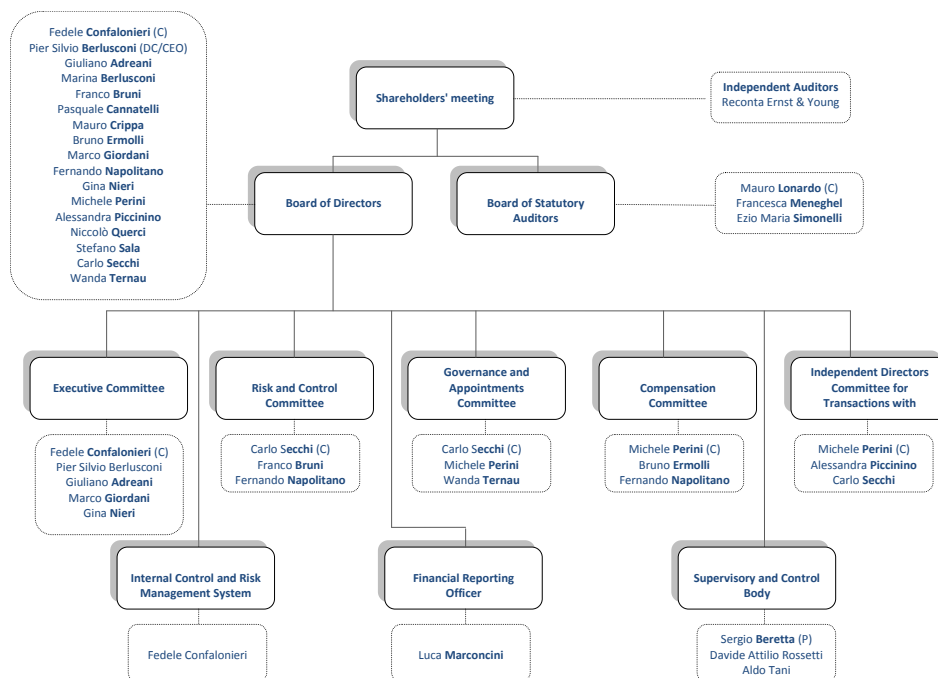 Fedele Confalonieri (C)
Pier Silvio Berlusconi (DC/CEO)
Giuliano Adreani
Marina Berlusconi
Franco Bruni
Pasquale Cannatelli
Mauro Crippa
Bruno Ermolli
Marco Giordani
Fernando Napolitano
Gina Nieri
Michele Perini
Alessandra Piccinino
Niccolò Querci
Stefano Sala
Carlo Secchi
Wanda Ternau
Shareholders' meeting
Independent Auditors
Reconta Ernst & Young
Board of Directors
Board of Statutory
Auditors
Mauro Lonardo (C)
Francesca Meneghel
Ezio Maria Simonelli
Executive Committee
Risk and Control
Committee
Governance and
Appointments
Committee
Compensation
Committee
Independent Directors
Committee for
Transactions with
Fedele Confalonieri (C)
Pier Silvio Berlusconi
Giuliano Adreani
Marco Giordani
Gina Nieri
Carlo Secchi (C)
Franco Bruni
Fernando Napolitano
Carlo Secchi (C)
Michele Perini
Wanda Ternau
Michele Perini (C)
Bruno Ermolli
Fernando Napolitano
Michele Perini (C)
Alessandra Piccinino
Carlo Secchi
Internal Control and Risk
Management System
Financial Reporting
Officer
Supervisory and Control
Body
Fedele Confalonieri
Luca Marconcini
Sergio Beretta (P)
Davide Attilio Rossetti
Aldo Tani